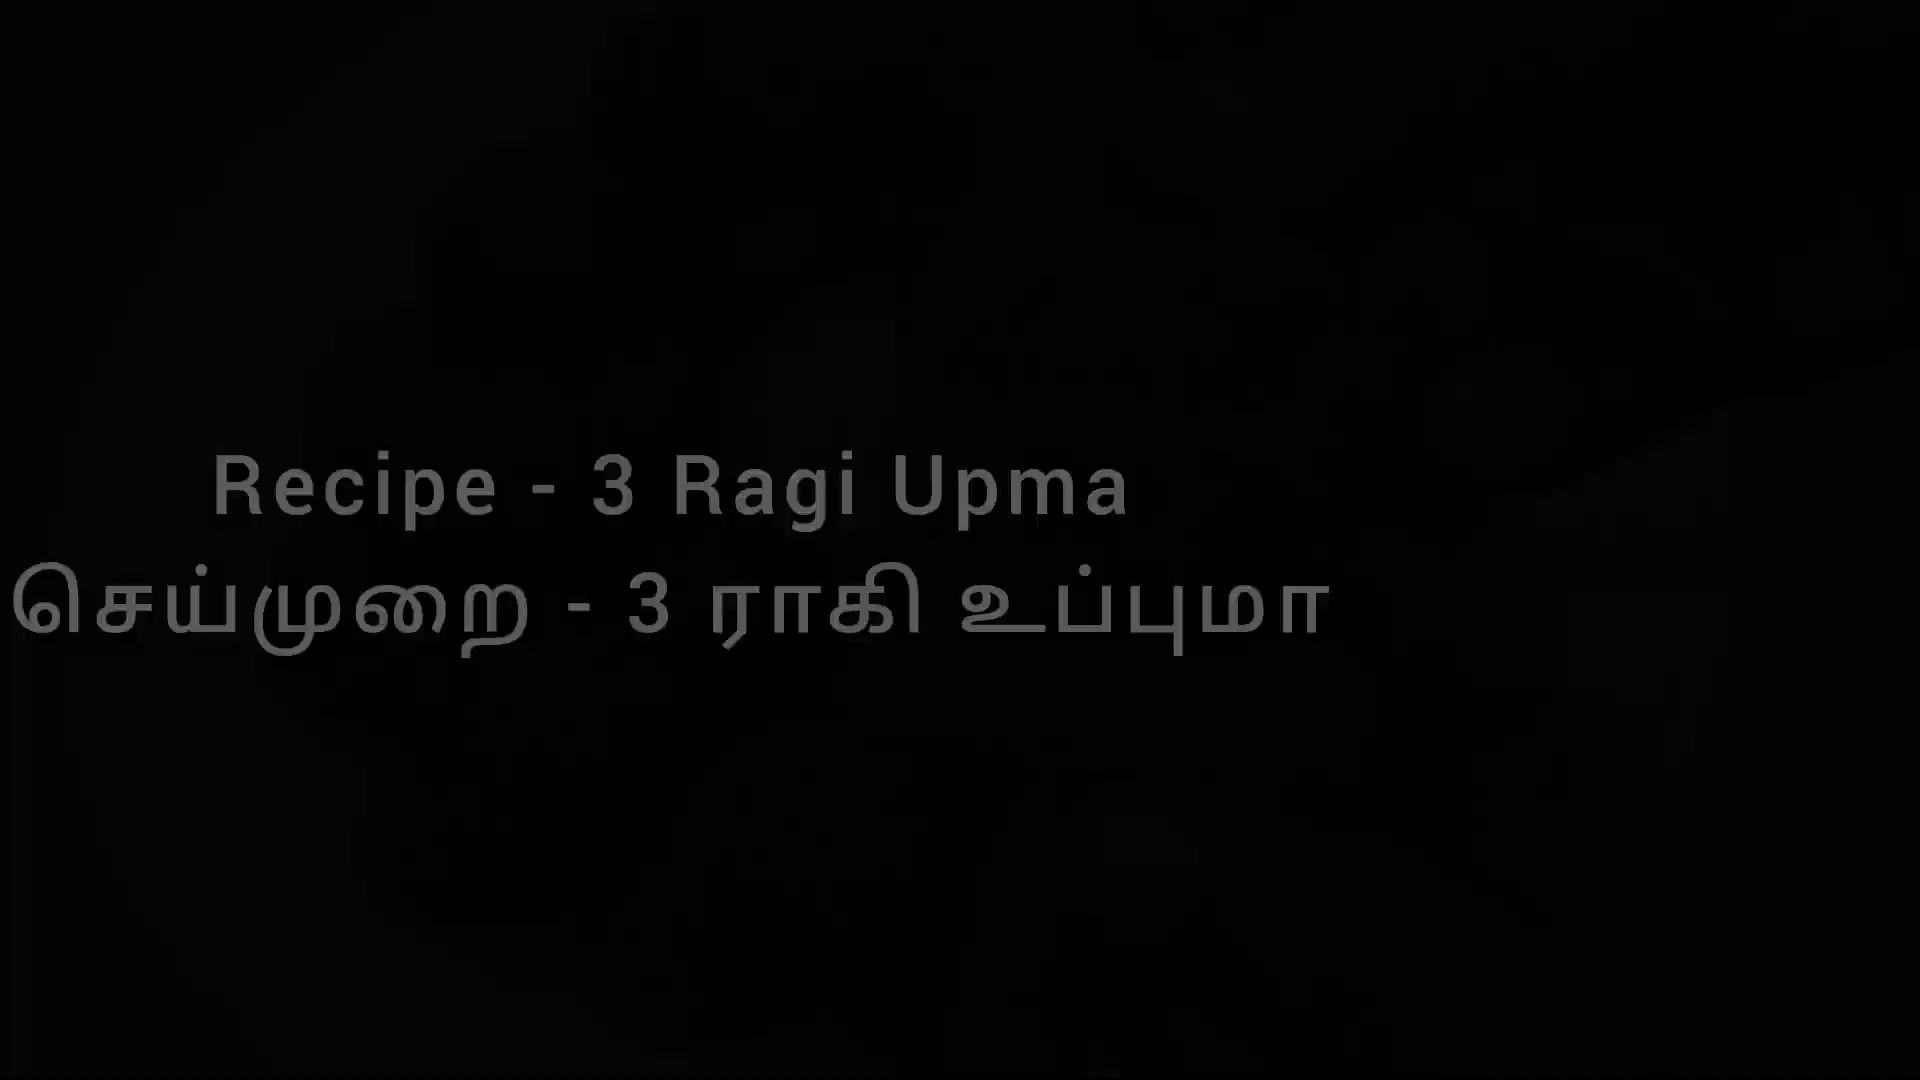 Recipe - 3 Ragi Upma
செய்முறை - 3 ராகி உப்புமா